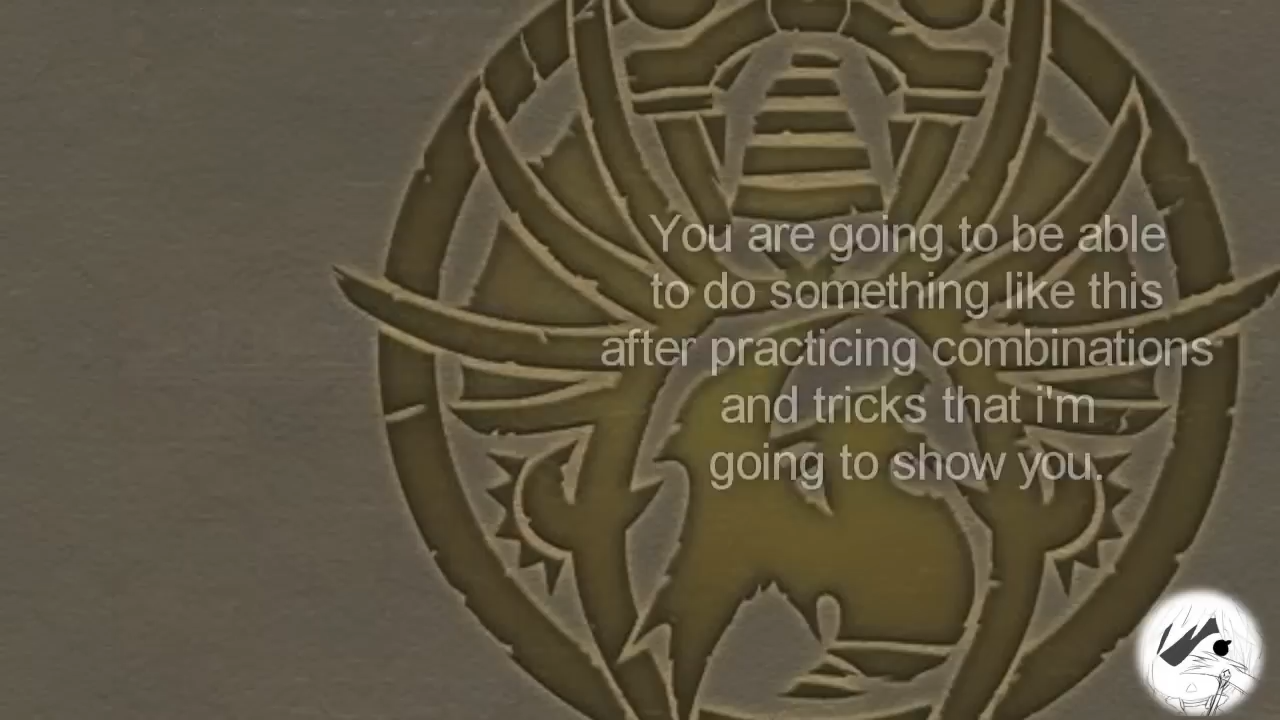 You are going to be able
to do something like this
after practicing combinations
and tricks that i'm
going to show you.